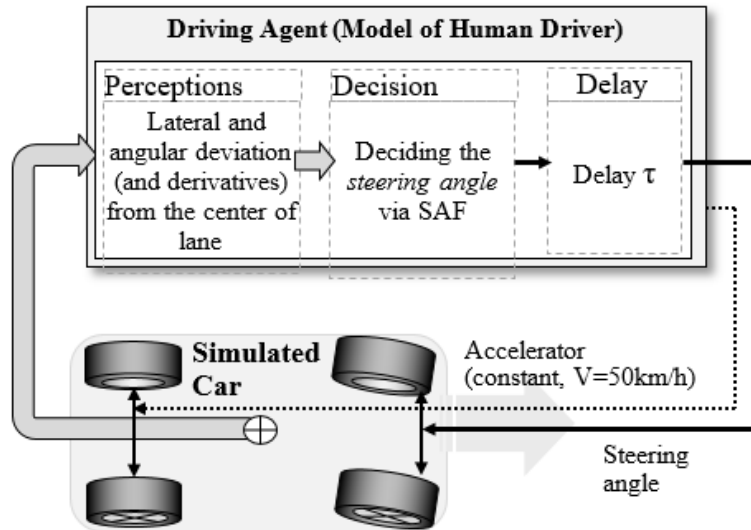 Driving Agent (Model of Human Driver)
Perceptions
Lateral and
angular deviation
(and derivatives)
from the center of
lane
Decision
Deciding the
steering angle
via SAF
Delay
Delay τ
Simulated
Car
Accelerator
(constant, V=50km/h)
Steering
angle